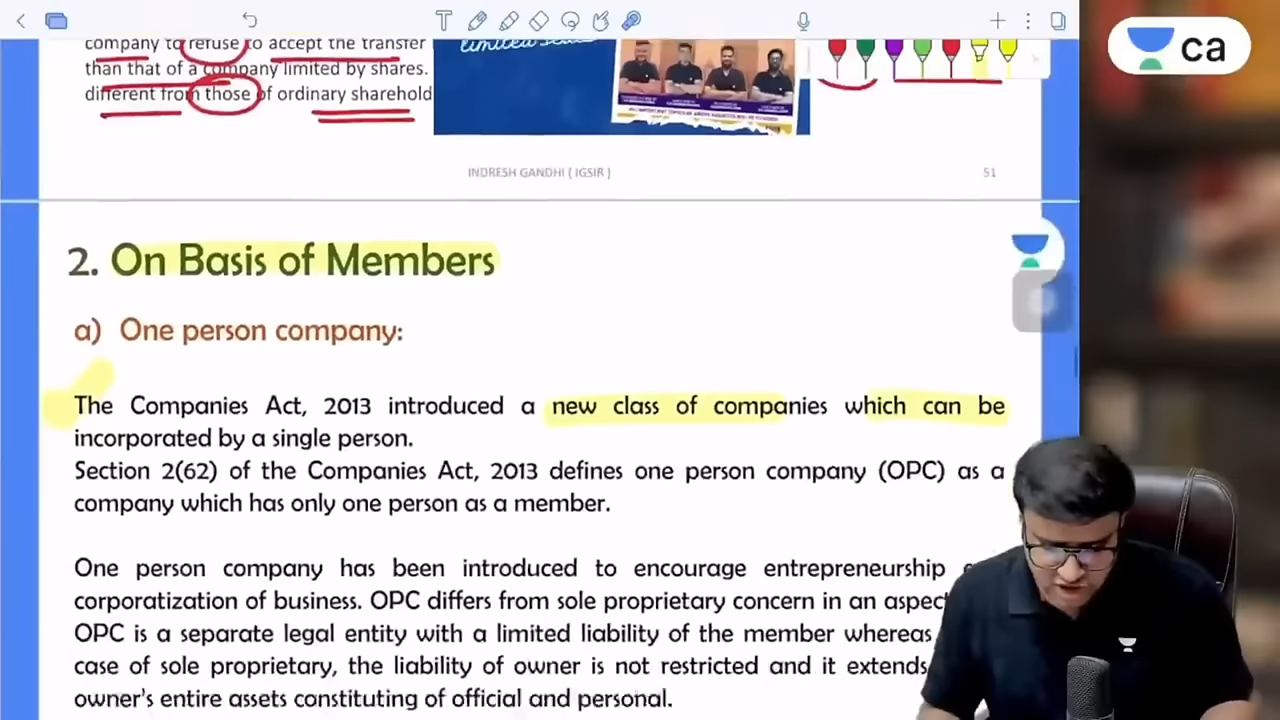 company to refuse to accept the transfer
than that of a company limited by shares.
different from those of ordinary sharehold
limited
ca
INDRESH GANDHI ( IGSIR )
51
2. On Basis of Members
a) One person company:
The Companies Act, 2013 introduced a new class of companies which can be
incorporated by a single person.
Section 2(62) of the Companies Act, 2013 defines one person company (OPC) as a
company which has only one person as a member.
One person company has been introduced to encourage entrepreneurship
corporatization of business. OPC differs from sole proprietary concern in an aspect
OPC is a separate legal entity with a limited liability of the member whereas
case of sole proprietary, the liability of owner is not restricted and it extends
owner's entire assets constituting of official and personal.